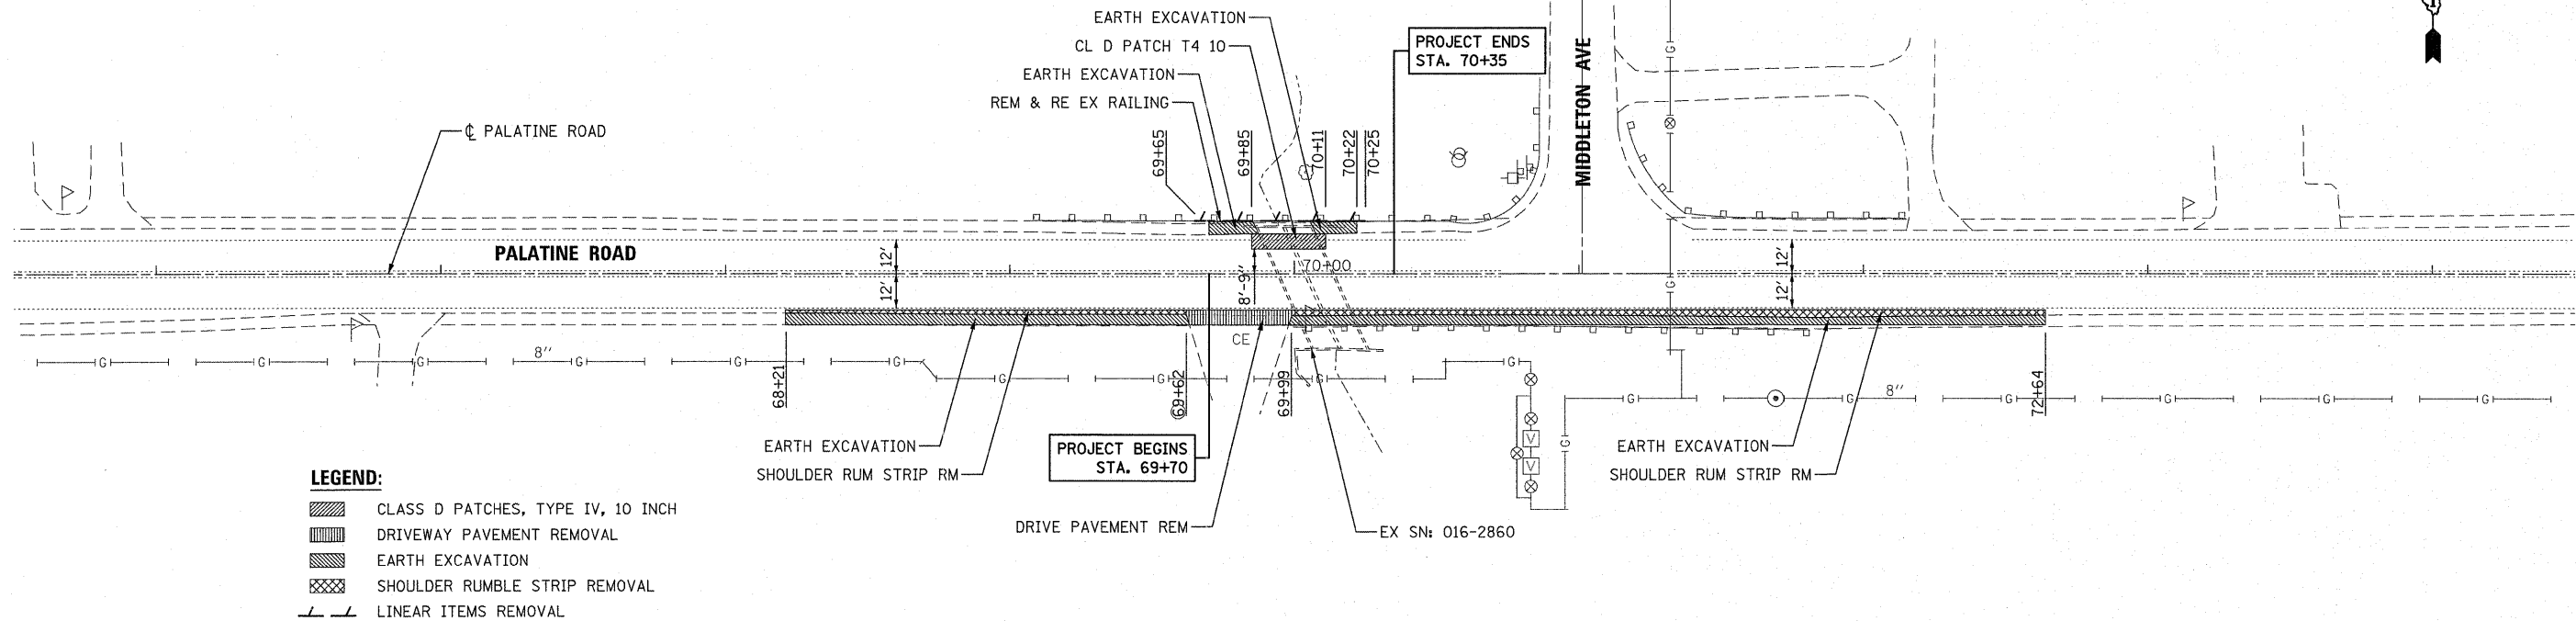 EARTH EXCAVATION
CL D PATCH T4 10
EARTH EXCAVATION
REM & RE EX RAILING
PROJECT ENDS
STA. 70+35
MIDDLETON AVE
G
℄ PALATINE ROAD
69+65
69+85
70+11
70+22
70+25
PALATINE ROAD
12'
12'
8'-9"
70+00
12'
12'
G
CE
G
G
G
8"
G
G
G
G
G
G
G
G
G
G
8"
G
G
G
G
68+21
69+62
69+99
72+64
V
V
G
EARTH EXCAVATION
SHOULDER RUM STRIP RM
PROJECT BEGINS
STA. 69+70
DRIVE PAVEMENT REM
EX SN: 016-2860
EARTH EXCAVATION
SHOULDER RUM STRIP RM
LEGEND:
CLASS D PATCHES, TYPE IV, 10 INCH
DRIVEWAY PAVEMENT REMOVAL
EARTH EXCAVATION
SHOULDER RUMBLE STRIP REMOVAL
LINEAR ITEMS REMOVAL